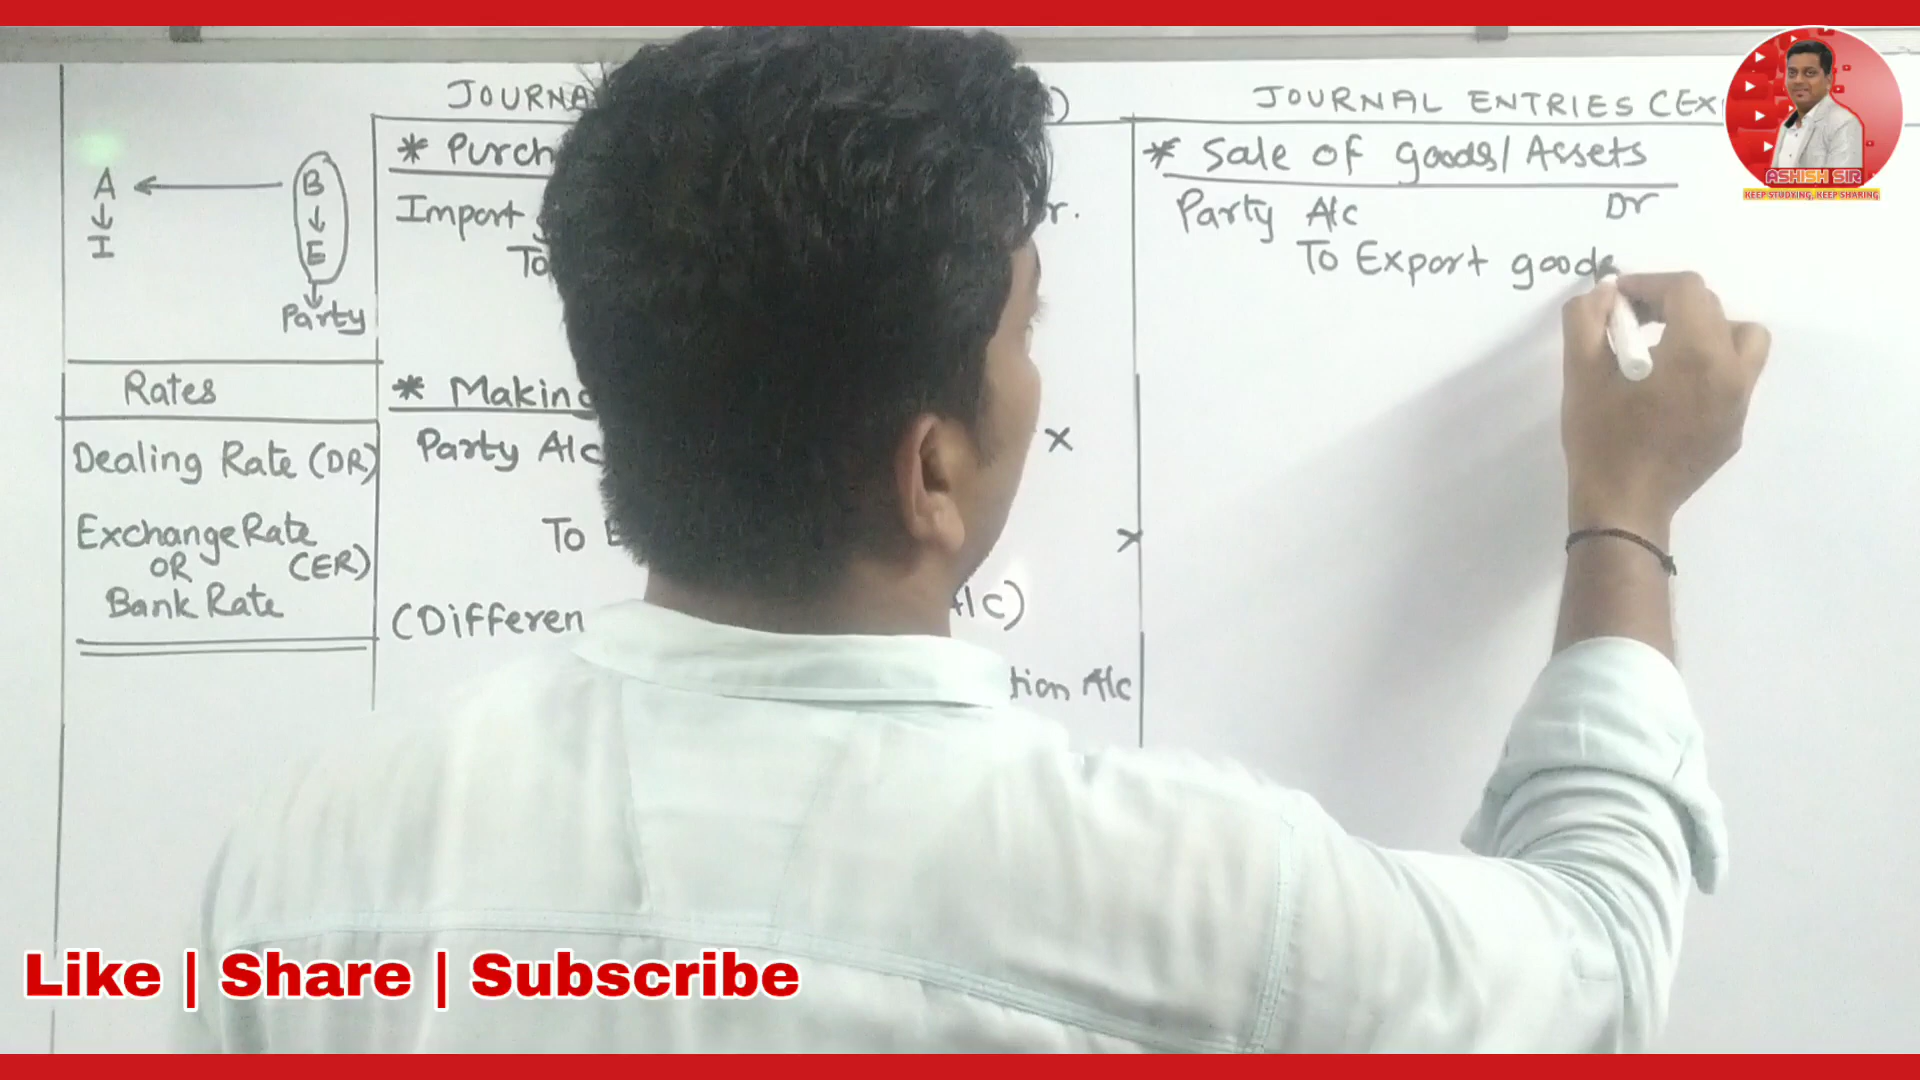 JOURNAL ENTRIES (EX
* Sale of goods/Assets
Party A/c Dr
To Export goods
JOURNA
* Purch
Import
To
r.
* Making
Party A/c
x
To
x
(Differen
A/c)
tion A/c
A B
I E
Party
Rates
Dealing Rate (DR)
Exchange Rate
OR (ER)
Bank Rate
ASHISH SIR
KEEP STUDYING, KEEP SHARING
Like | Share | Subscribe